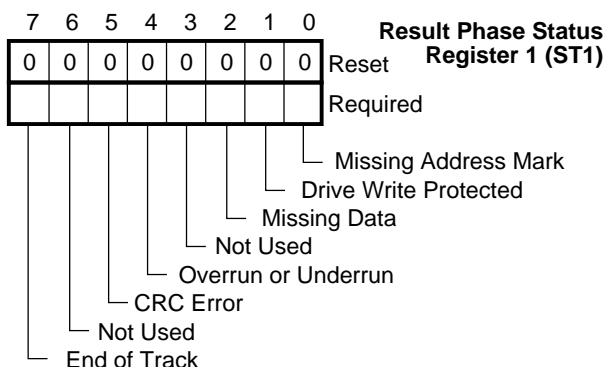 7 6 5 4 3 2 1 0
Result Phase Status
Register 1 (ST1)
0 0 0 0 0 0 0 0 Reset
Required
Missing Address Mark
Drive Write Protected
Missing Data
Not Used
Overrun or Underrun
CRC Error
Not Used
End of Track